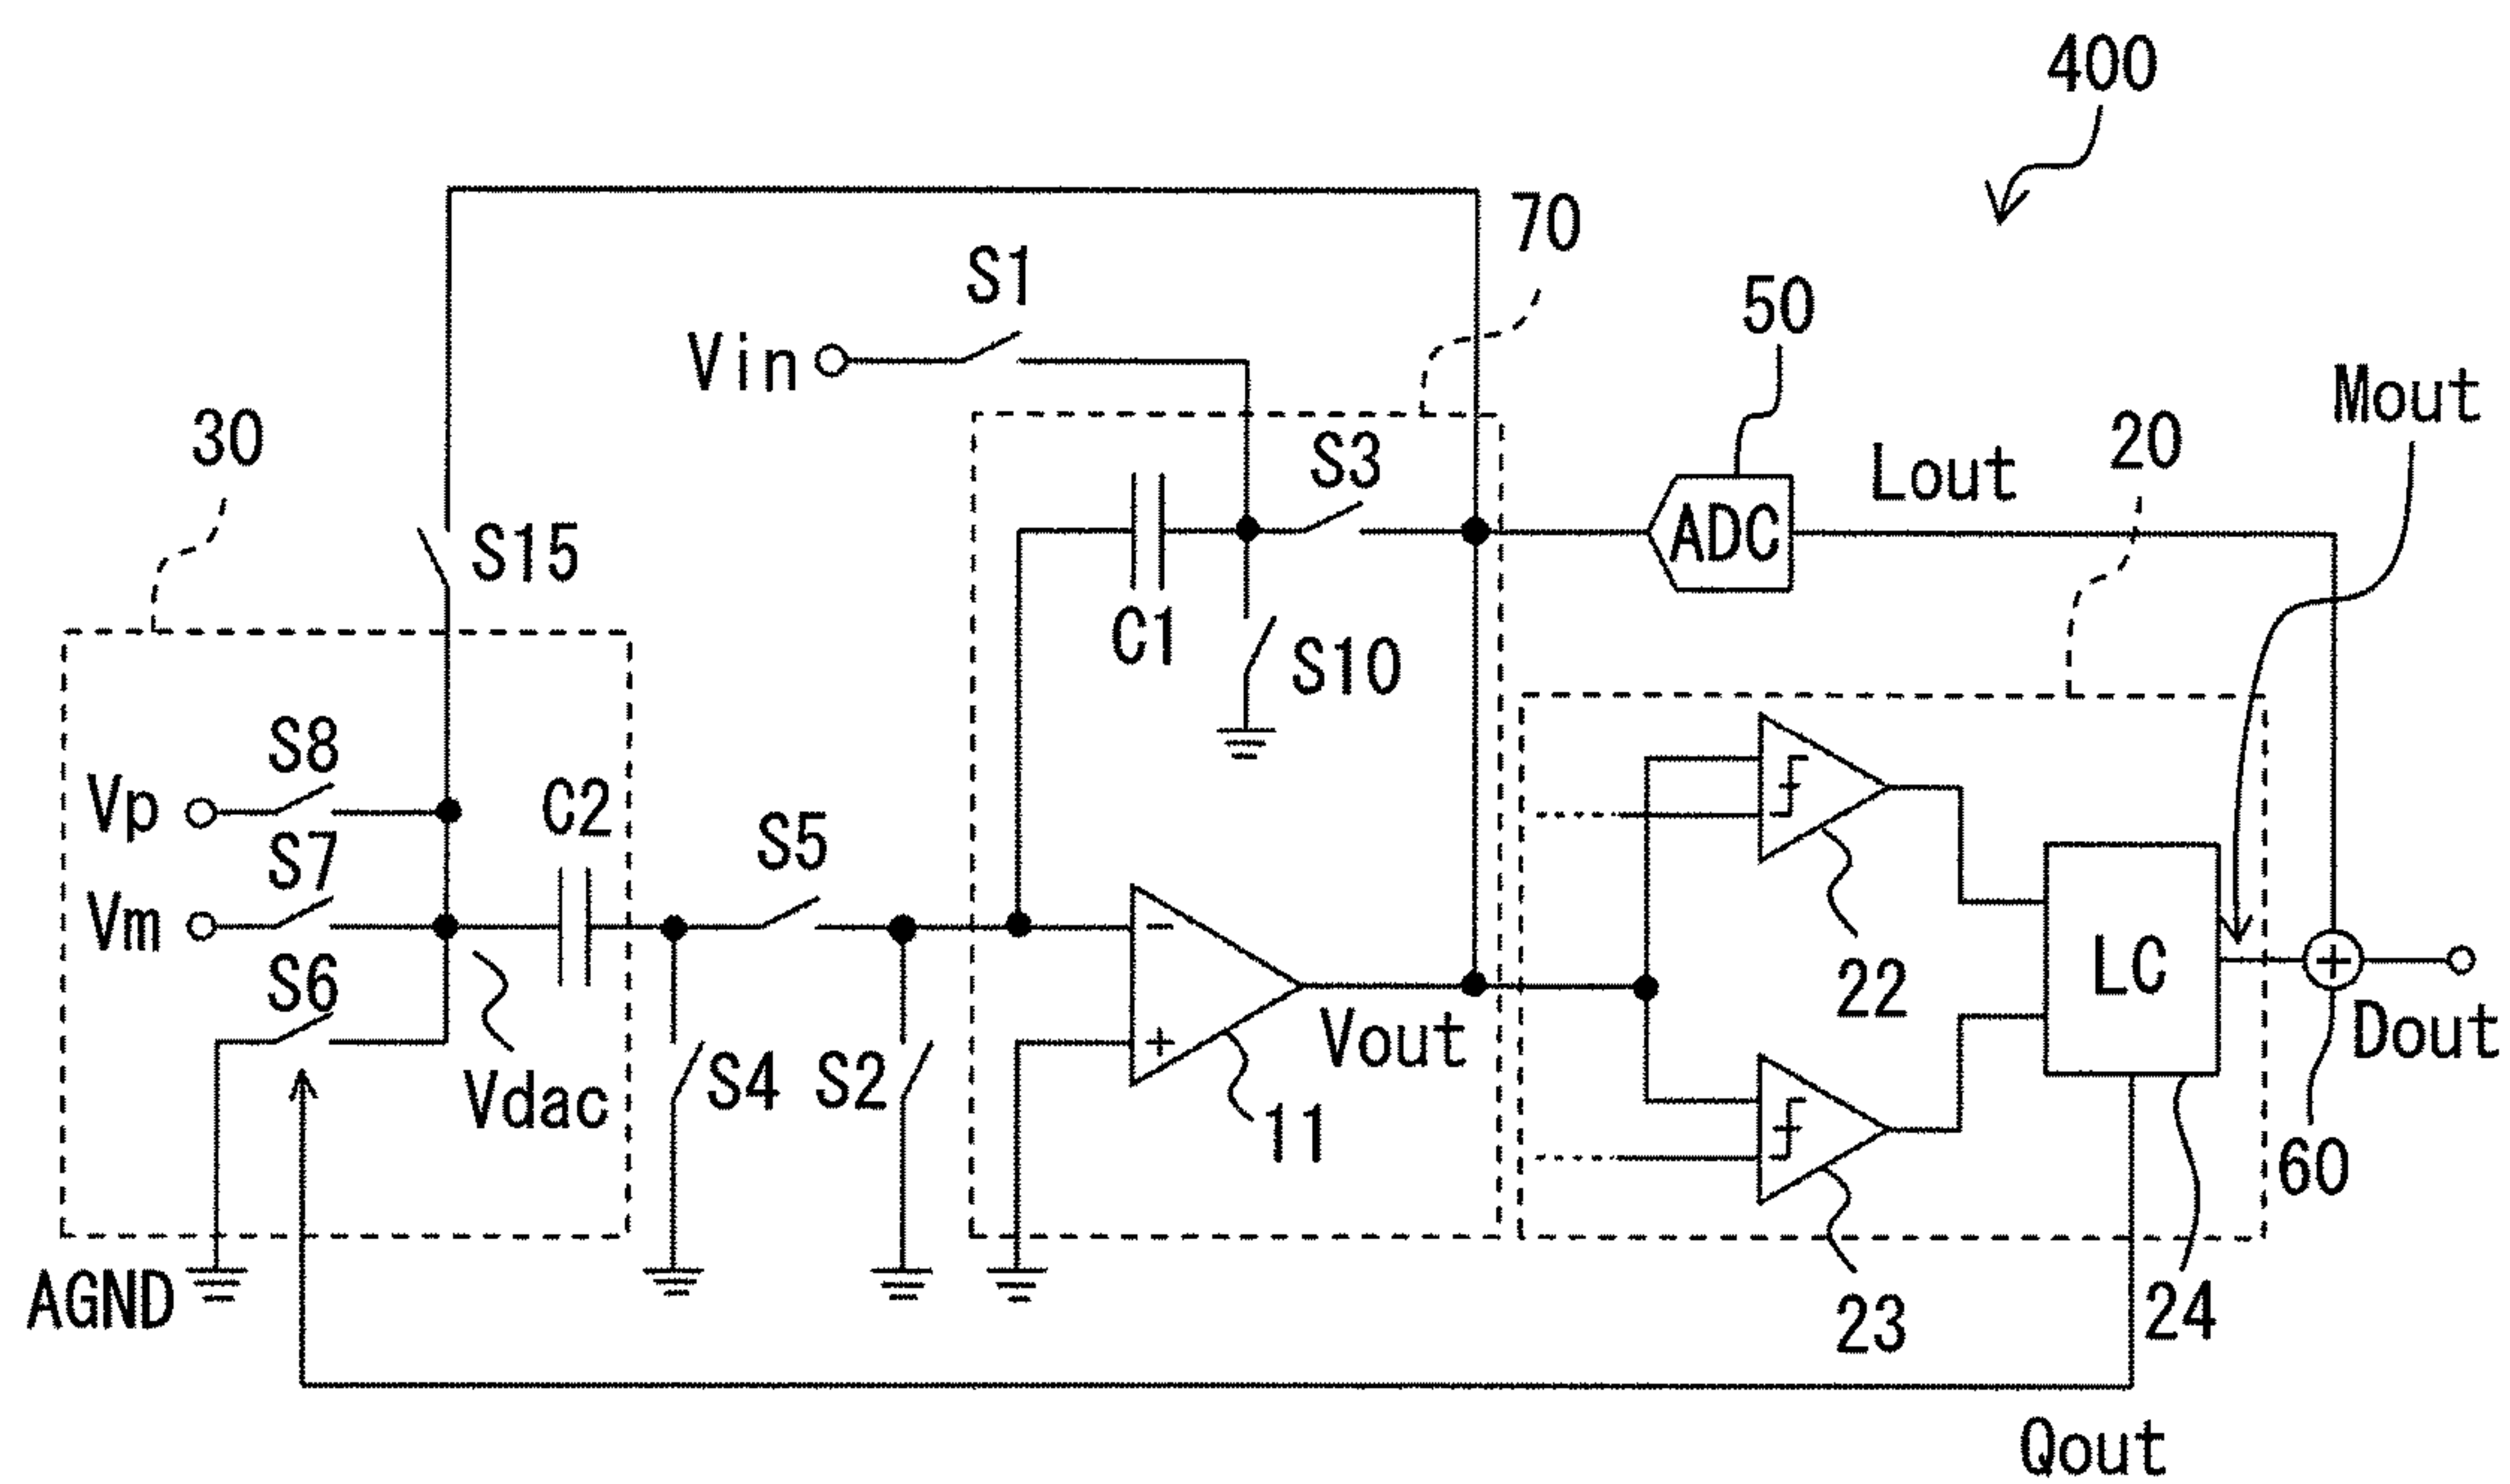 400
70
S1
50
Vin
Mout
30
S3
20
Lout
ADC
S15
C1
S10
S8
Vp
C2
S7
S5
Vm
-
LC
S6
22
Vout
Dout
+
S4
S2
Vdac
11
60
AGND
23
24
Qout